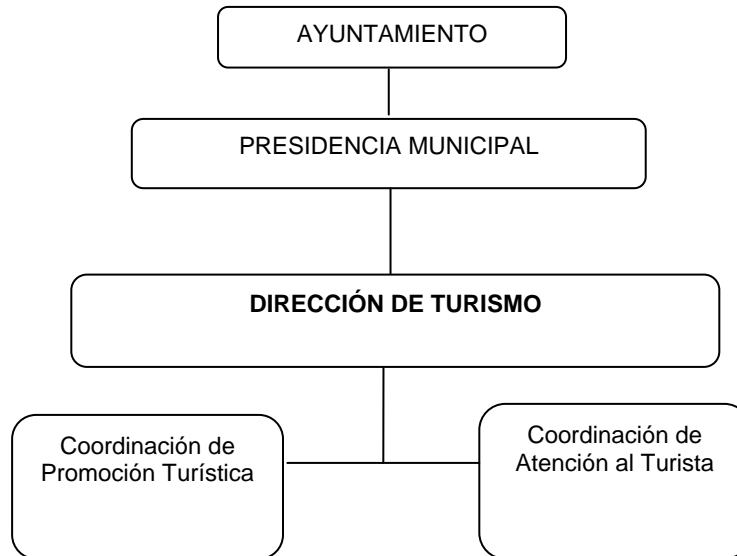 AYUNTAMIENTO
PRESIDENCIA MUNICIPAL
DIRECCIÓN DE TURISMO
Coordinación de
Promoción Turística
Coordinación de
Atención al Turista